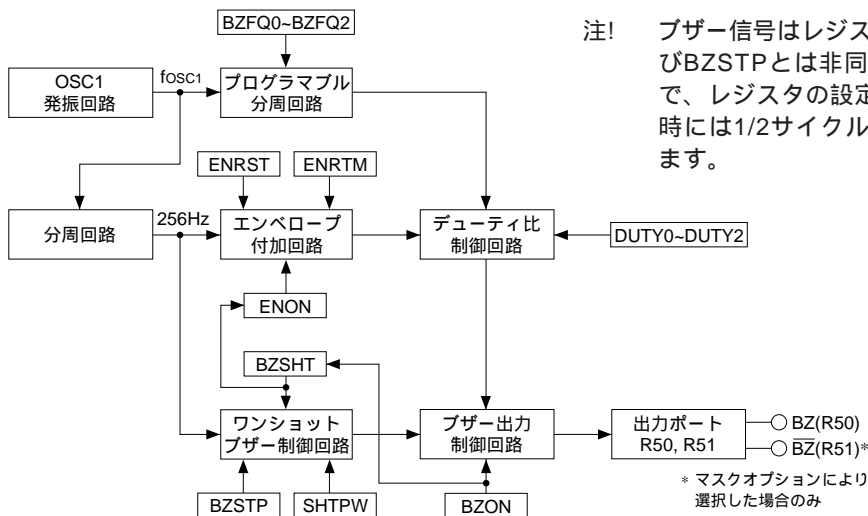 BZFQ0~BZFQ2
OSC1
発振回路
fOSC1
プログラマブル
分周回路
注! ブザー信号はレジス
びBZSTPとは非同
で、レジスタの設定
時には1/2サイクル
ます。
ENRST
ENRTM
分周回路
256Hz
エンベロープ
付加回路
デューティ比
制御回路
DUTY0~DUTY2
ENON
BZSHT
ワンショット
ブザー制御回路
ブザー出力
制御回路
出力ポート
R50, R51
BZ(R50)
BZ(R51)*
* マスクオプションにより
選択した場合のみ
BZSTP
SHTPW
BZON